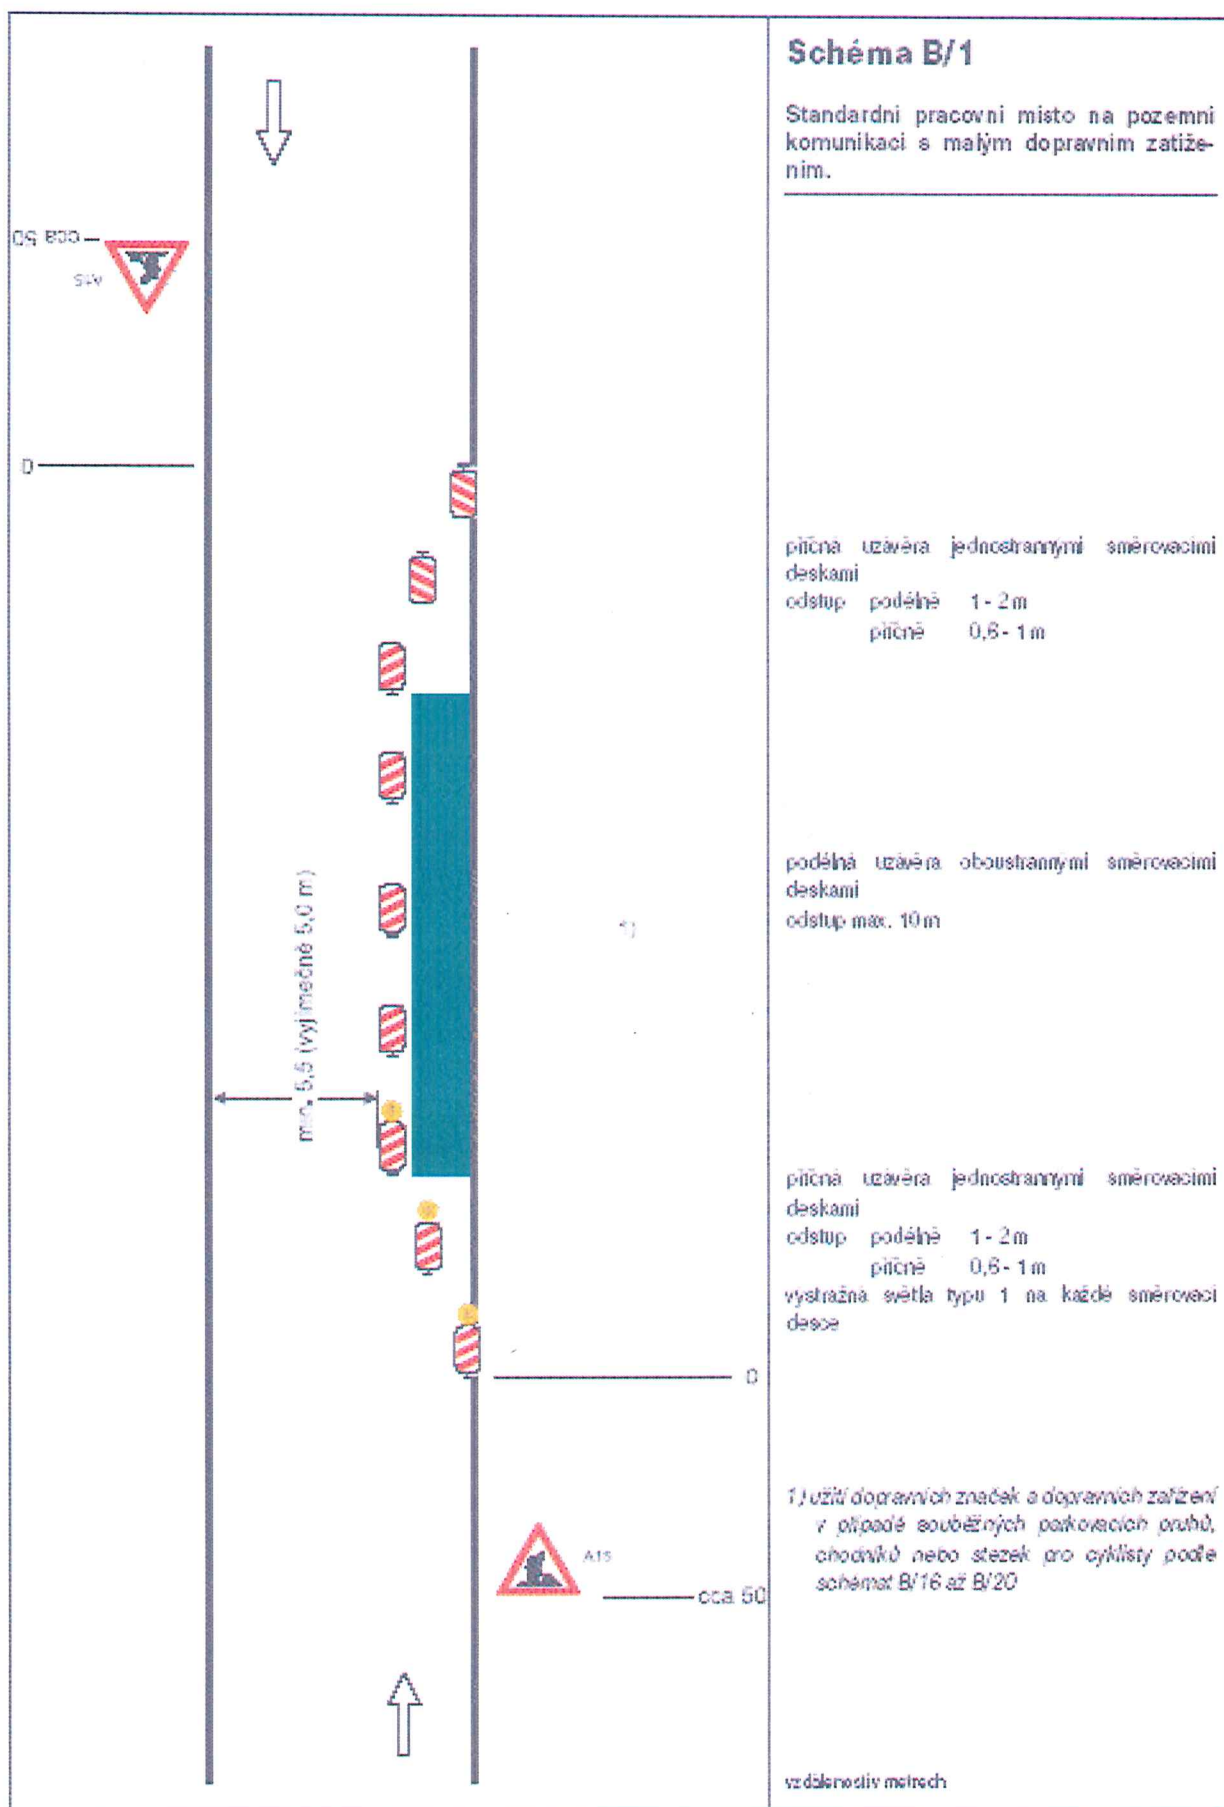 Schéma B/1
Standardní pracovní místo na pozemní
komunikaci s malým dopravním zatíže-
ním.
cca 50
A15
0
příčná uzávěra jednostrannými směrovacími
deskami
odstup podélně 1 - 2 m
příčně 0,6 - 1 m
podélná uzávěra oboustrannými směrovacími
deskami
odstup max. 10 m
1)
min. 5,5 (vyjímečně 5,0 m)
příčná uzávěra jednostrannými směrovacími
deskami
odstup podélně 1 - 2 m
příčně 0,6 - 1 m
výstražná světla typu 1 na každé směrovací
desce
0
1) užití dopravních značek a dopravních zařízení
v případě souběžných parkovacích pruhů,
chodníků nebo stezek pro cyklisty podle
schémat B/16 až B/20
A15
cca 50
vzdálenosti v metrech